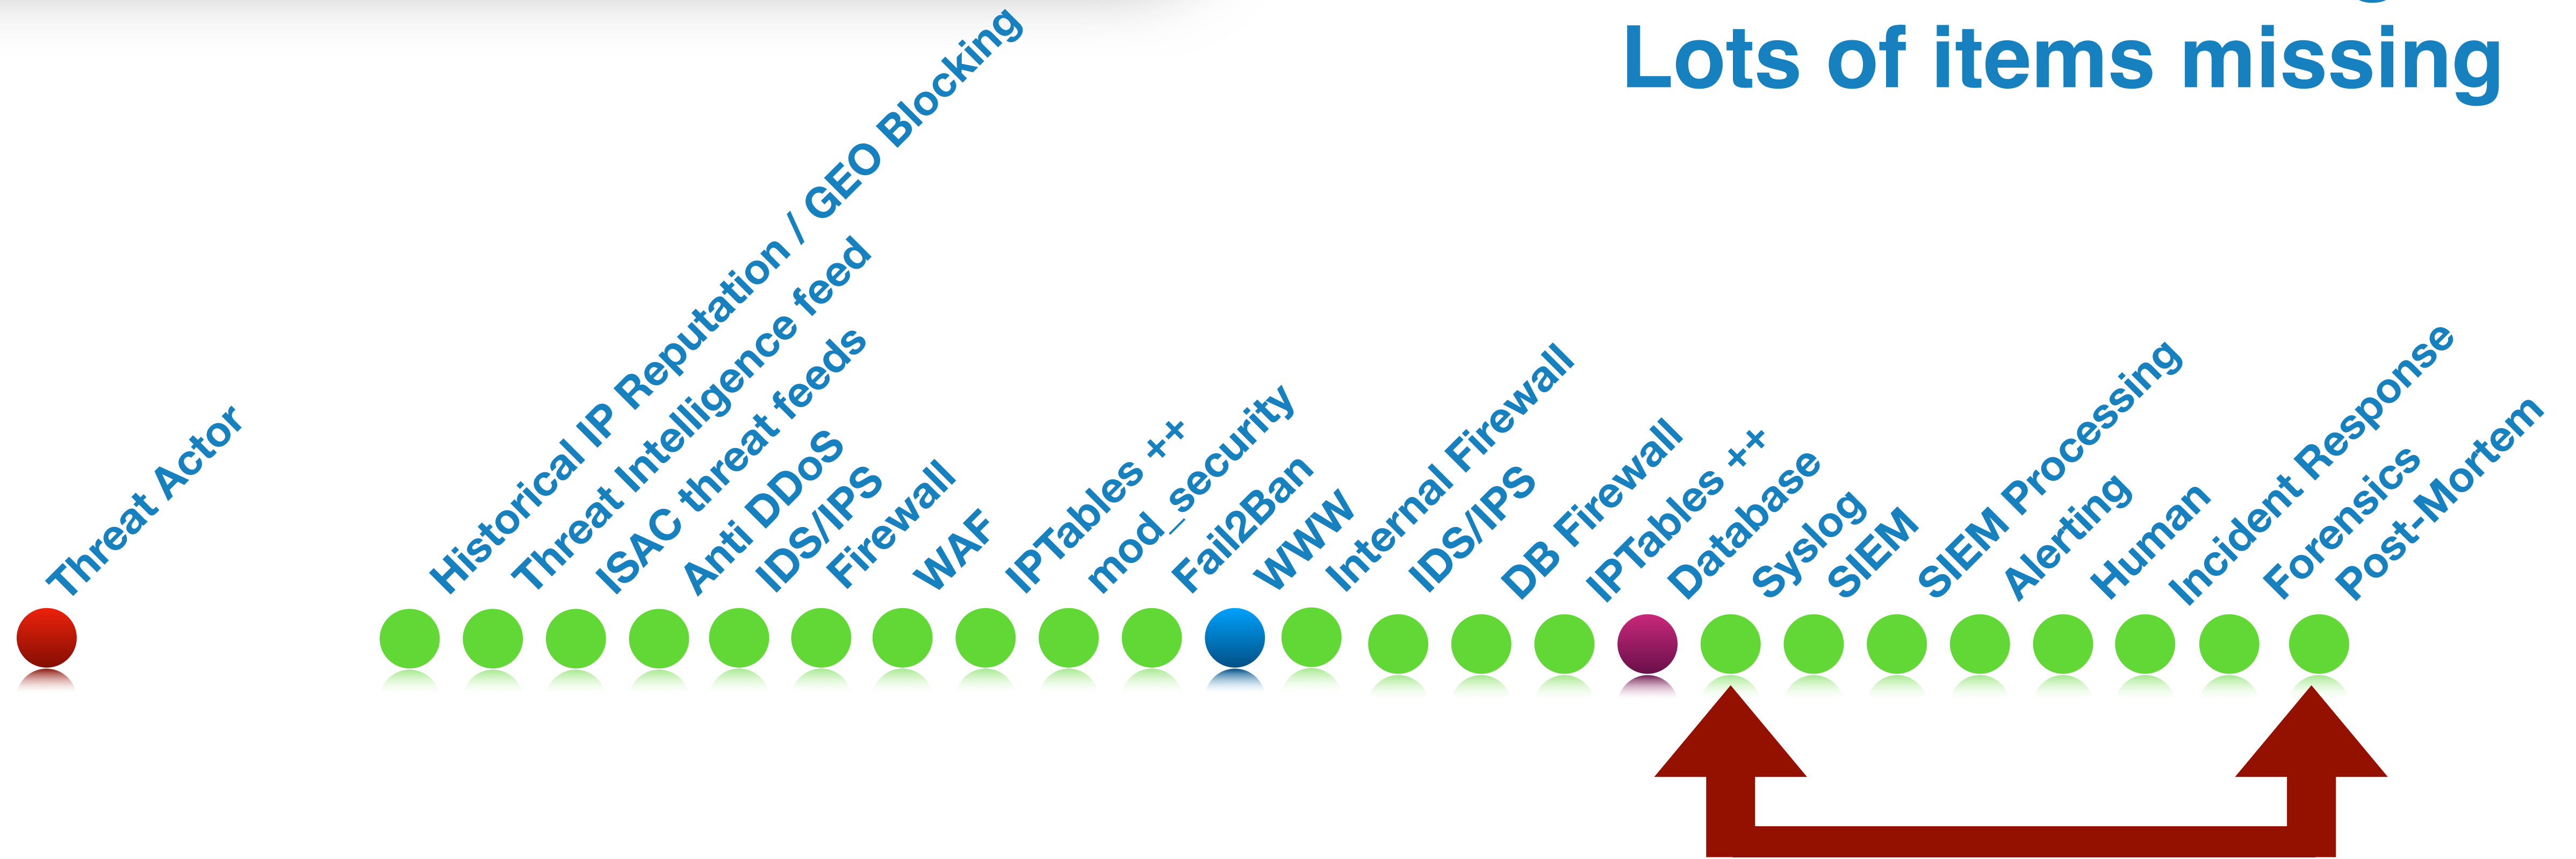 Lots of items missing
Threat Actor
Historical IP Reputation / GEO Blocking
Threat Intelligence feed
ISAC threat feeds
Anti DDoS
IDS/IPS
Firewall
WAF
IPTables ++
mod_security
Fail2Ban
WWW
Internal Firewall
IDS/IPS
DB Firewall
IPTables ++
Database
Syslog
SIEM
SIEM Processing
Alerting
Human
Incident Response
Forensics
Post-Mortem